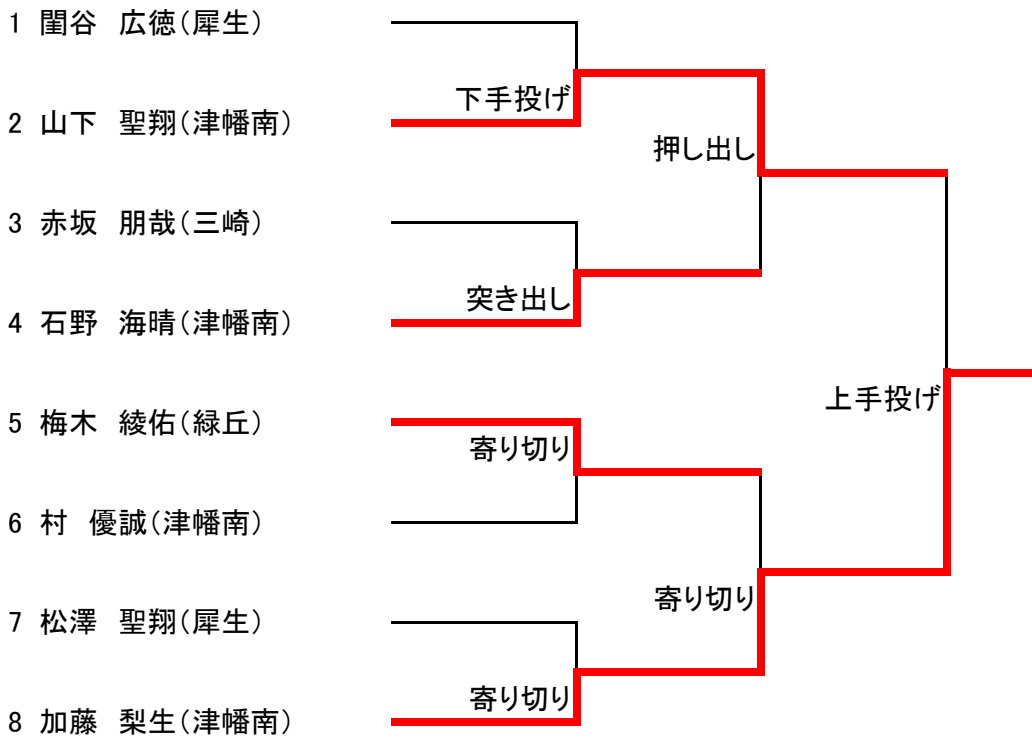 1 閨谷 広徳(犀生)
下手投げ
2 山下 聖翔(津幡南)
押し出し
3 赤坂 朋哉(三崎)
突き出し
4 石野 海晴(津幡南)
上手投げ
5 梅木 綾佑(緑丘)
寄り切り
6 村 優誠(津幡南)
寄り切り
7 松澤 聖翔(犀生)
寄り切り
8 加藤 梨生(津幡南)